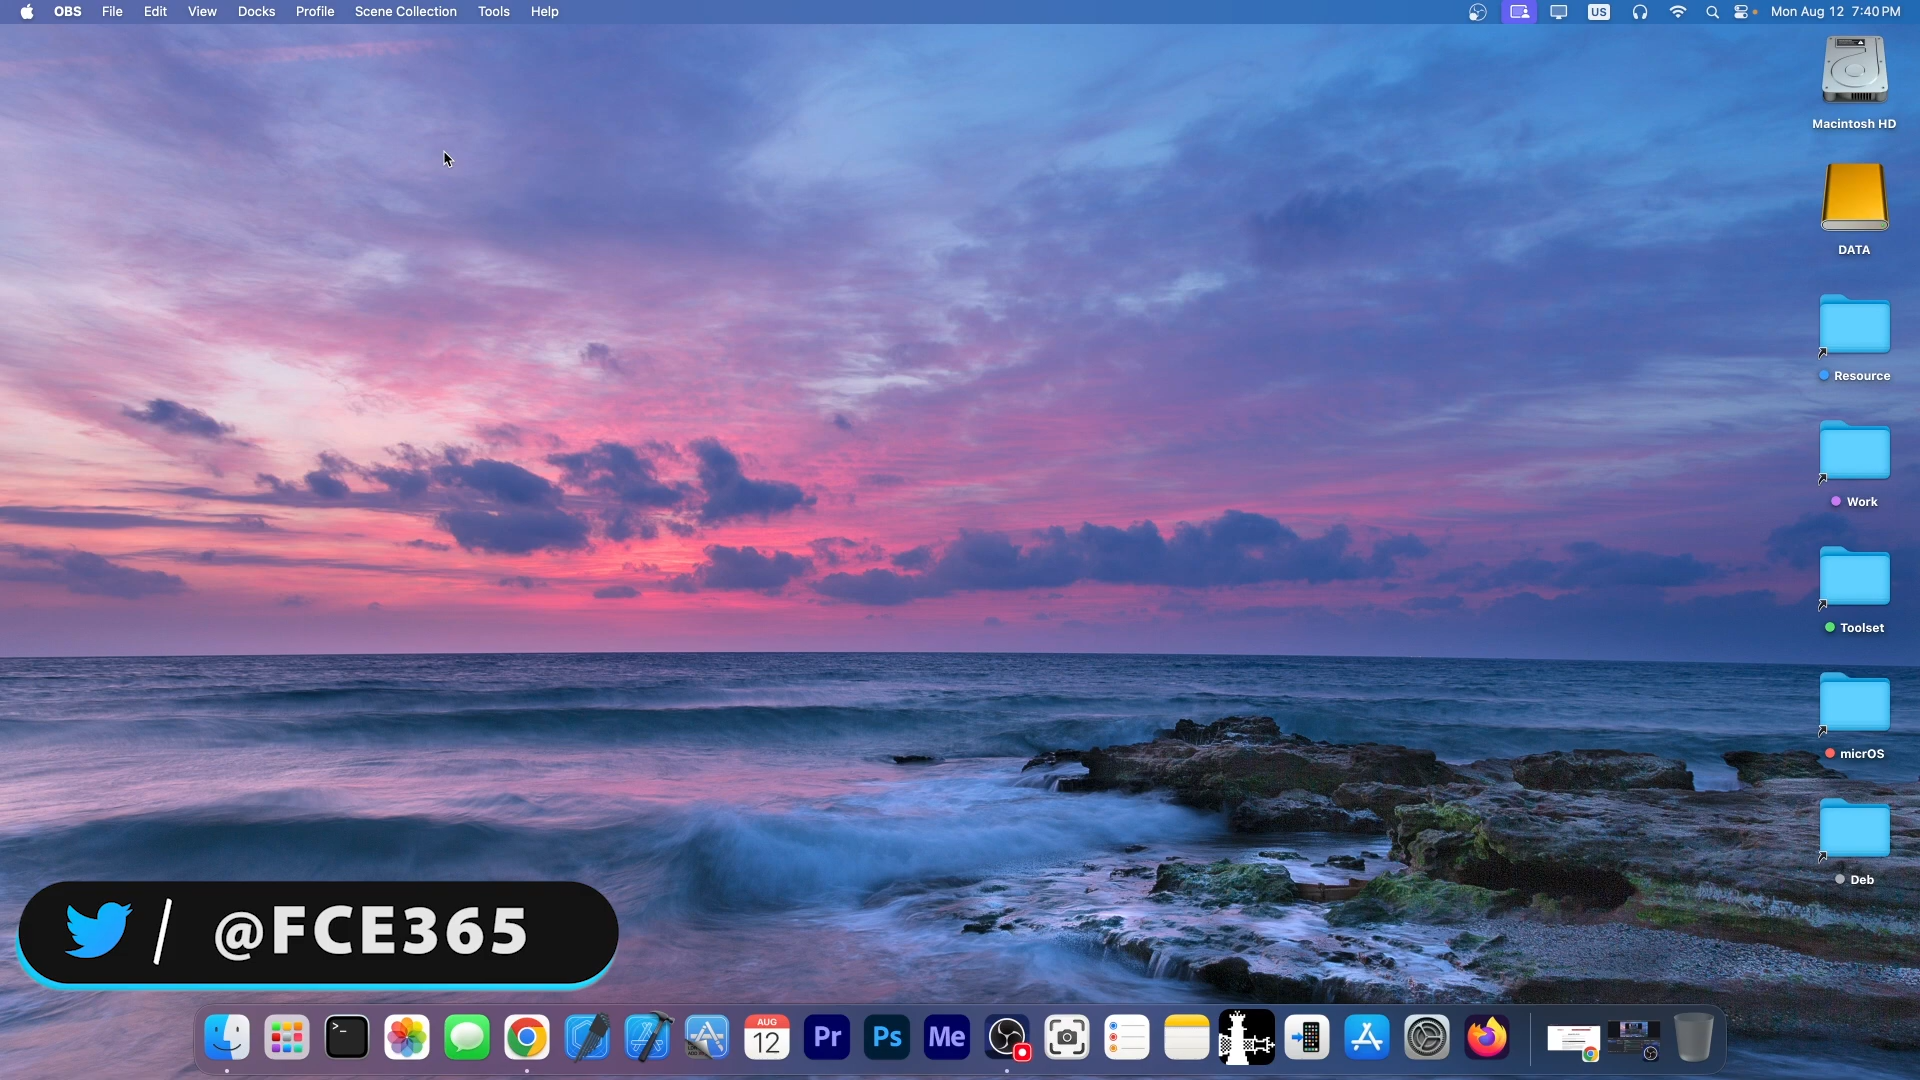 OBS File Edit View Docks Profile Scene Collection Tools Help US Mon Aug 12 7:40 PM
Macintosh HD
DATA
Resource
Work
Toolset
micrOS
Deb
/ @FCE365
>_
AUG
12
Pr
Ps
Me